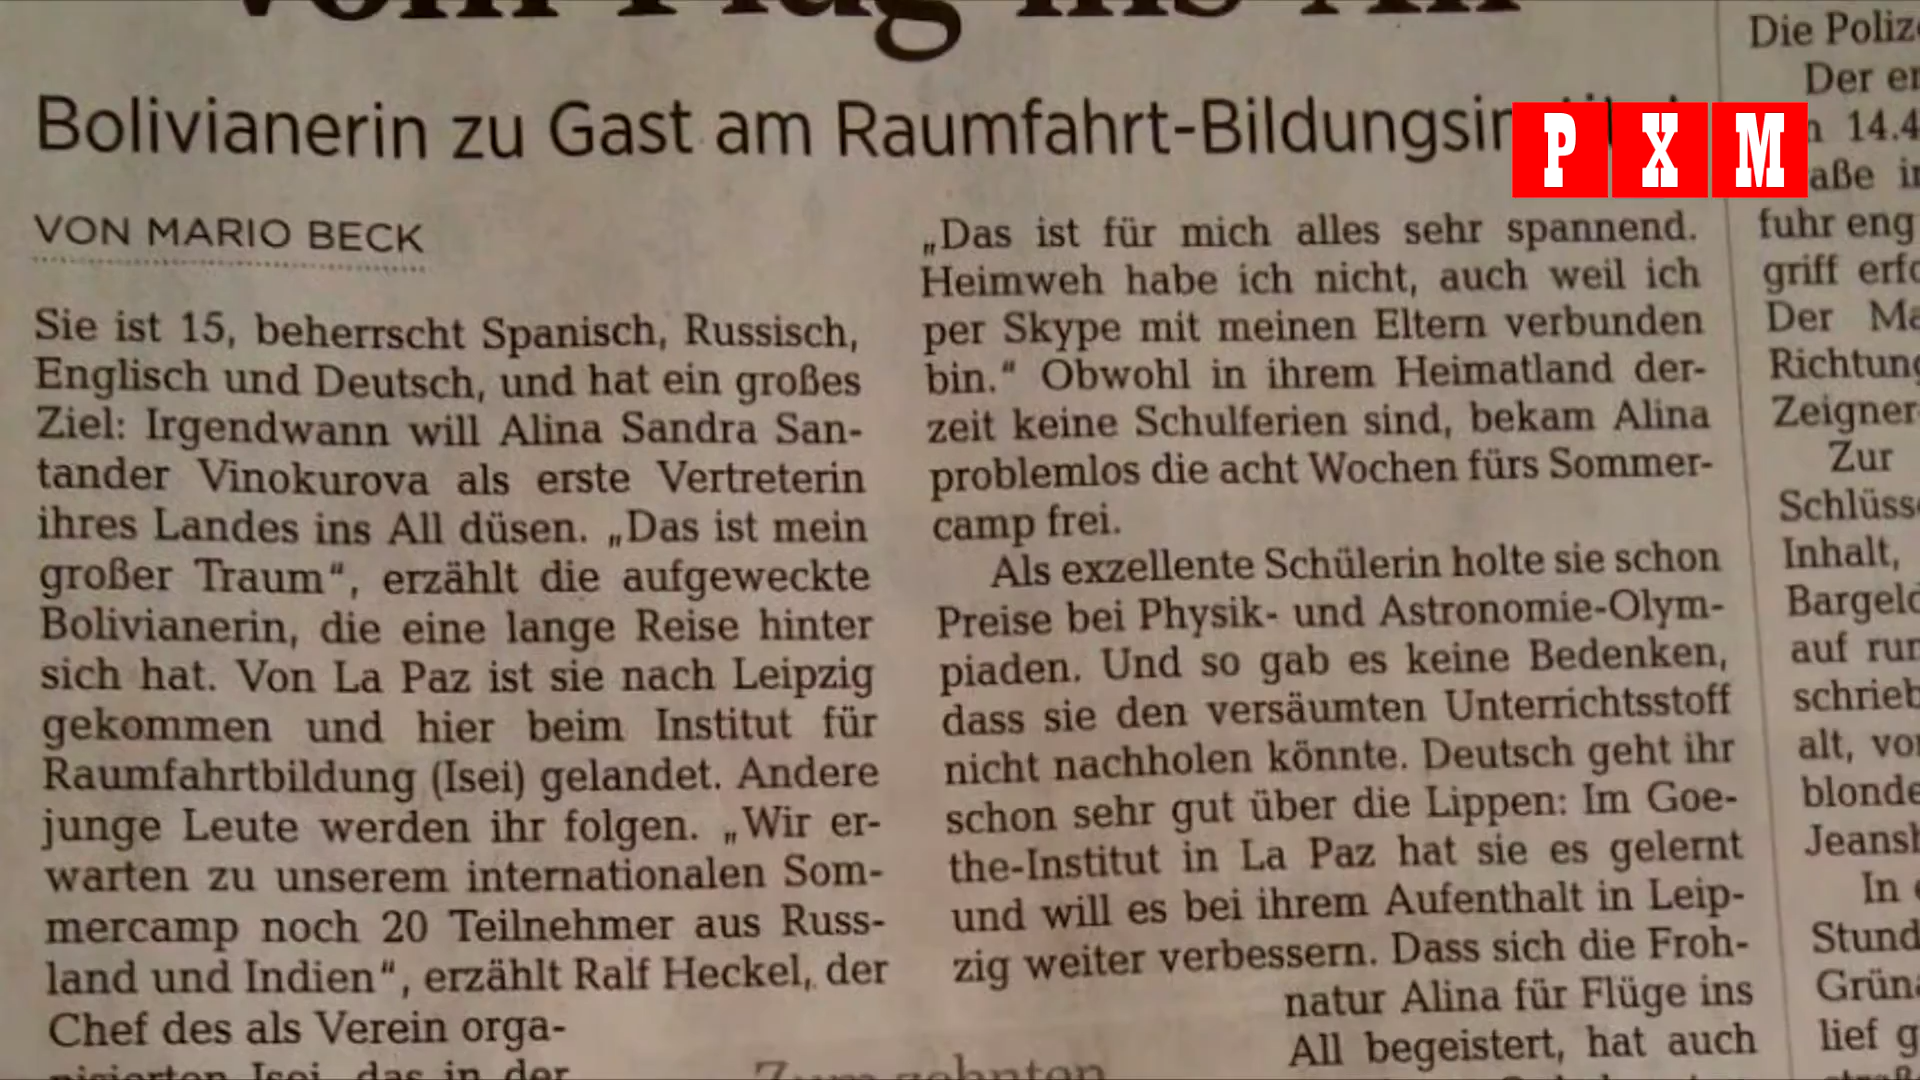 vom Flug ins All
Bolivianerin zu Gast am
PXM
VON MARIO BECK
Sie ist 15, beherrscht Spanisch, Russisch,
Englisch und Deutsch, und hat ein großes
Ziel: Irgendwann will Alina Sandra San-
tander Vinokurova als erste Vertreterin
ihres Landes ins All düsen. „Das ist mein
großer Traum“, erzählt die aufgeweckte
Bolivianerin, die eine lange Reise hinter
sich hat. Von La Paz ist sie nach Leipzig
gekommen und hier beim Institut für
Raumfahrtbildung (Isei) gelandet. Andere
junge Leute werden ihr folgen. „Wir er-
warten zu unserem internationalen Som-
mercamp noch 20 Teilnehmer aus Russ-
land und Indien“, erzählt Ralf Heckel, der
Chef des als Verein orga-
nisierten Isei, das in der
Zum zehnten
„Das ist für mich alles sehr spannend.
Heimweh habe ich nicht, auch weil ich
per Skype mit meinen Eltern verbunden
bin.“ Obwohl in ihrem Heimatland der-
zeit keine Schulferien sind, bekam Alina
problemlos die acht Wochen fürs Sommer-
camp frei.
Als exzellente Schülerin holte sie schon
Preise bei Physik- und Astronomie-Olym-
piaden. Und so gab es keine Bedenken,
dass sie den versäumten Unterrichtsstoff
nicht nachholen könnte. Deutsch geht ihr
schon sehr gut über die Lippen: Im Goe-
the-Institut in La Paz hat sie es gelernt
und will es bei ihrem Aufenthalt in Leip-
zig weiter verbessern. Dass sich die Froh-
natur Alina für Flüge ins
All begeistert, hat auch
Die
Der
14.4
fuhr eng
griff
Der
Richtung
Zeigner
Zur
Inhalt,
auf
alt,
In